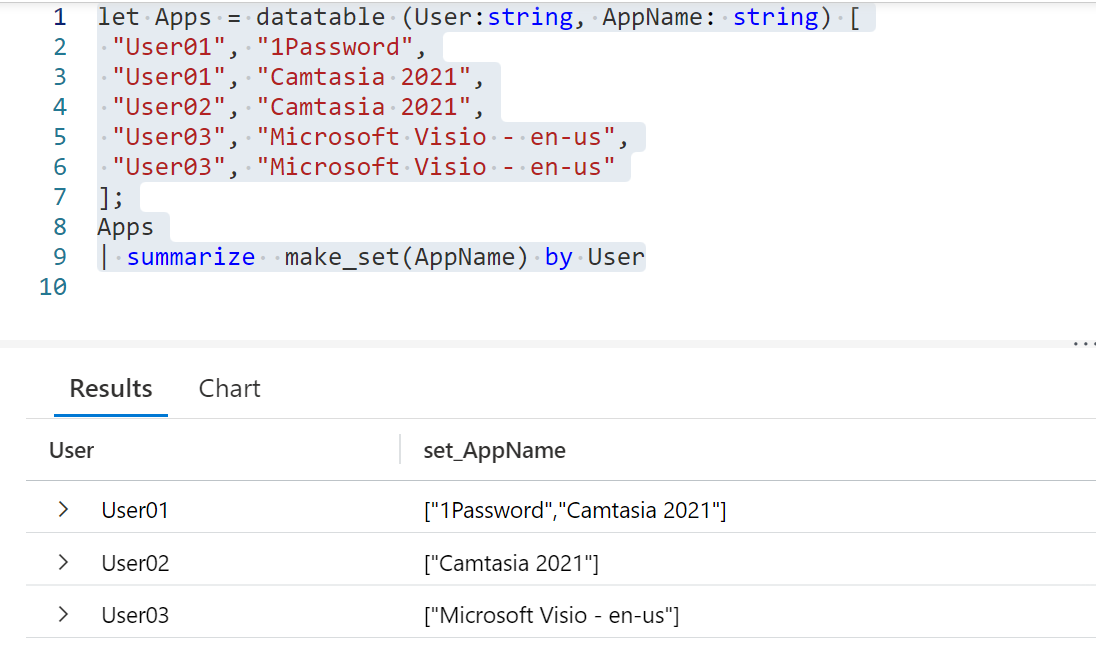 1 let Apps = datatable (User:string, AppName: string) [
2 "User01", "1Password",
3 "User01", "Camtasia 2021",
4 "User02", "Camtasia 2021",
5 "User03", "Microsoft Visio - en-us",
6 "User03", "Microsoft Visio - en-us"
7 ];
8 Apps
9 | summarize  make_set(AppName) by User
10
Results Chart
User set_AppName
User01 ["1Password","Camtasia 2021"]
User02 ["Camtasia 2021"]
User03 ["Microsoft Visio - en-us"]